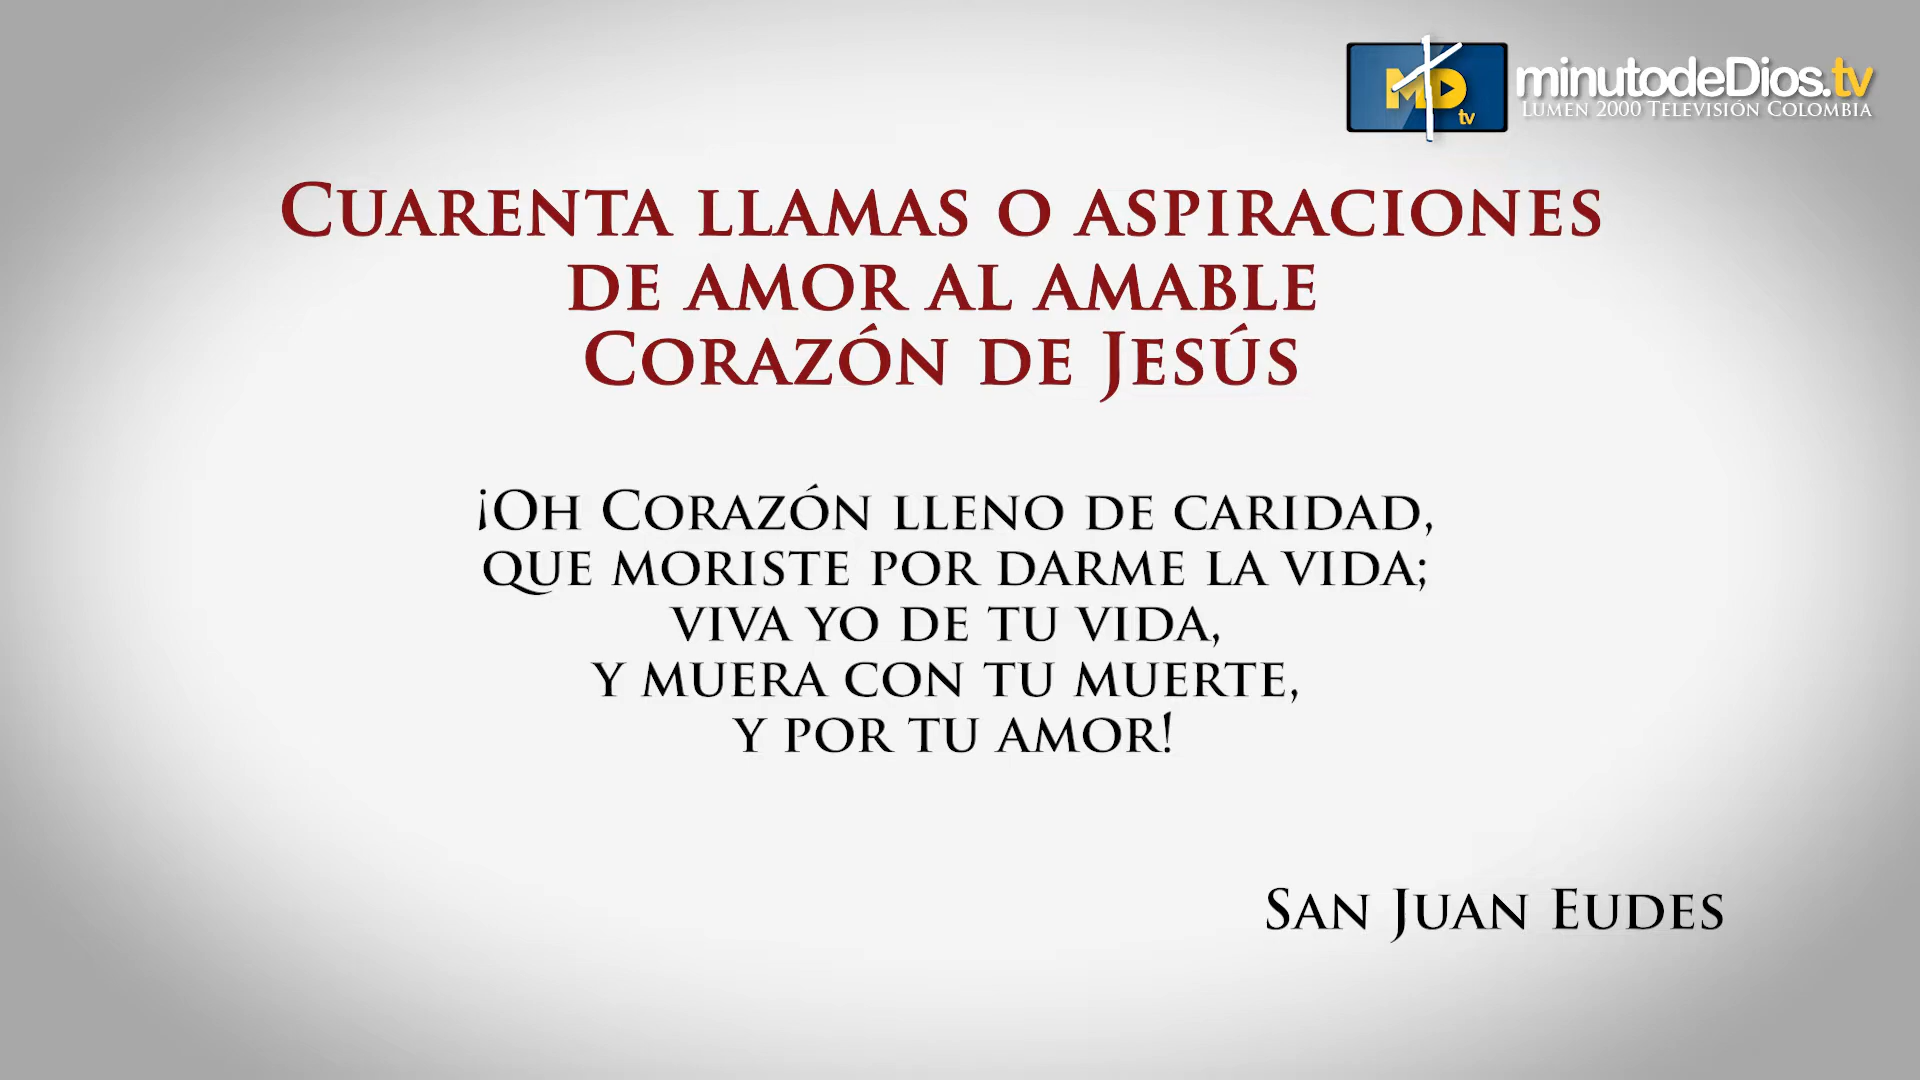 MD tv
minutodeDios.tv
Lumen 2000 Televisión Colombia
Cuarenta llamas o aspiraciones
de amor al amable
Corazón de Jesús
¡Oh Corazón lleno de caridad,
que moriste por darme la vida;
viva yo de tu vida,
y muera con tu muerte,
y por tu amor!
San Juan Eudes